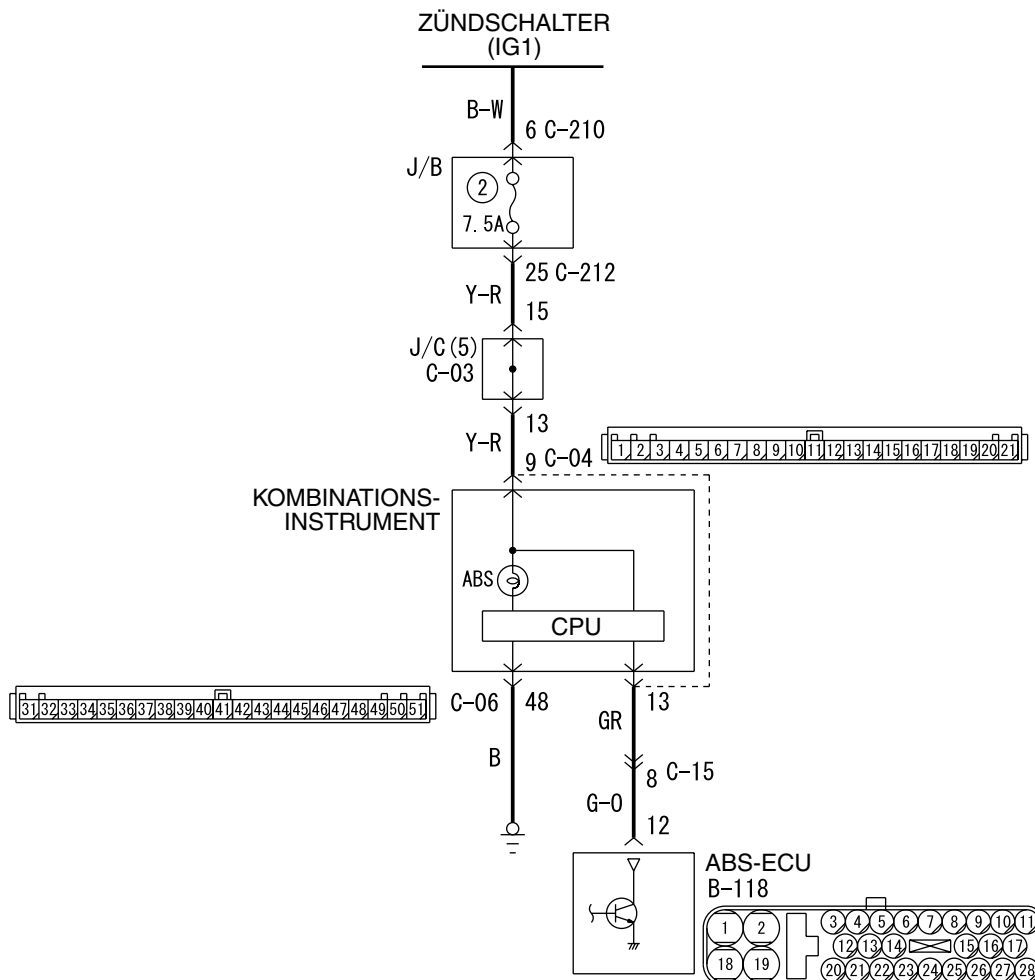 ZÜNDSCHALTER
(IG1)
B-W
6 C-210
J/B
2
7.5A
25 C-212
Y-R
15
J/C(5)
C-03
13
Y-R
9 C-04
1 2 3 4 5 6 7 8 9 10 11 12 13 14 15 16 17 18 19 20 21
KOMBINATIONS-
INSTRUMENT
ABS
CPU
31 32 33 34 35 36 37 38 39 40 41 42 43 44 45 46 47 48 49 50 51
C-06 48
13
GR
B
8 C-15
G-O
12
ABS-ECU
B-118
1 2 3 4 5 6 7 8 9 10 11
12 13 14 15 16 17
18 19 20 21 22 23 24 25 26 27 28